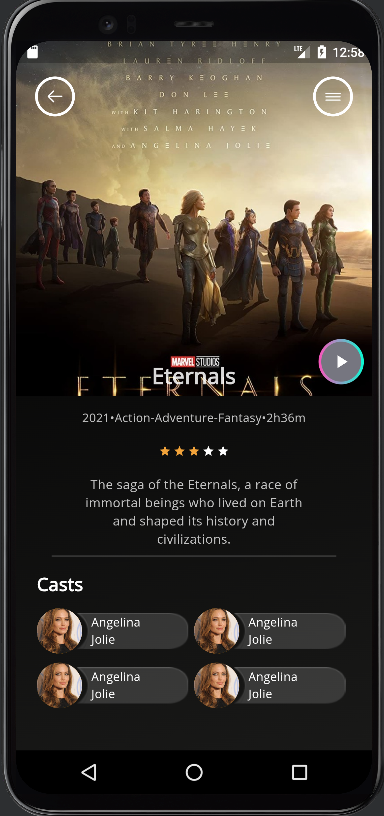 BRIAN TYREE HENRY
LTE 12:58
LAUREN RIDLOFF
BARRY KEOGHAN
DON LEE
WITH KIT HARINGTON
WITH SALMA HAYEK
AND ANGELINA JOLIE
MARVEL STUDIOS
Eternals
ETERNALS
2021•Action-Adventure-Fantasy•2h36m
The saga of the Eternals, a race of
immortal beings who lived on Earth
and shaped its history and
civilizations.
Casts
Angelina
Jolie
Angelina
Jolie
Angelina
Jolie
Angelina
Jolie